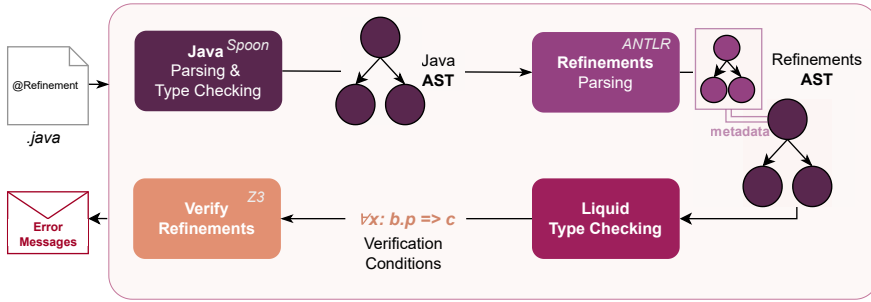 @Refinement
.java
Spoon
Java
Parsing &
Type Checking
Java
AST
ANTLR
Refinements
Parsing
metadata
Refinements
AST
Liquid
Type Checking
∀x: b.p => c
Verification
Conditions
Z3
Verify
Refinements
Error
Messages